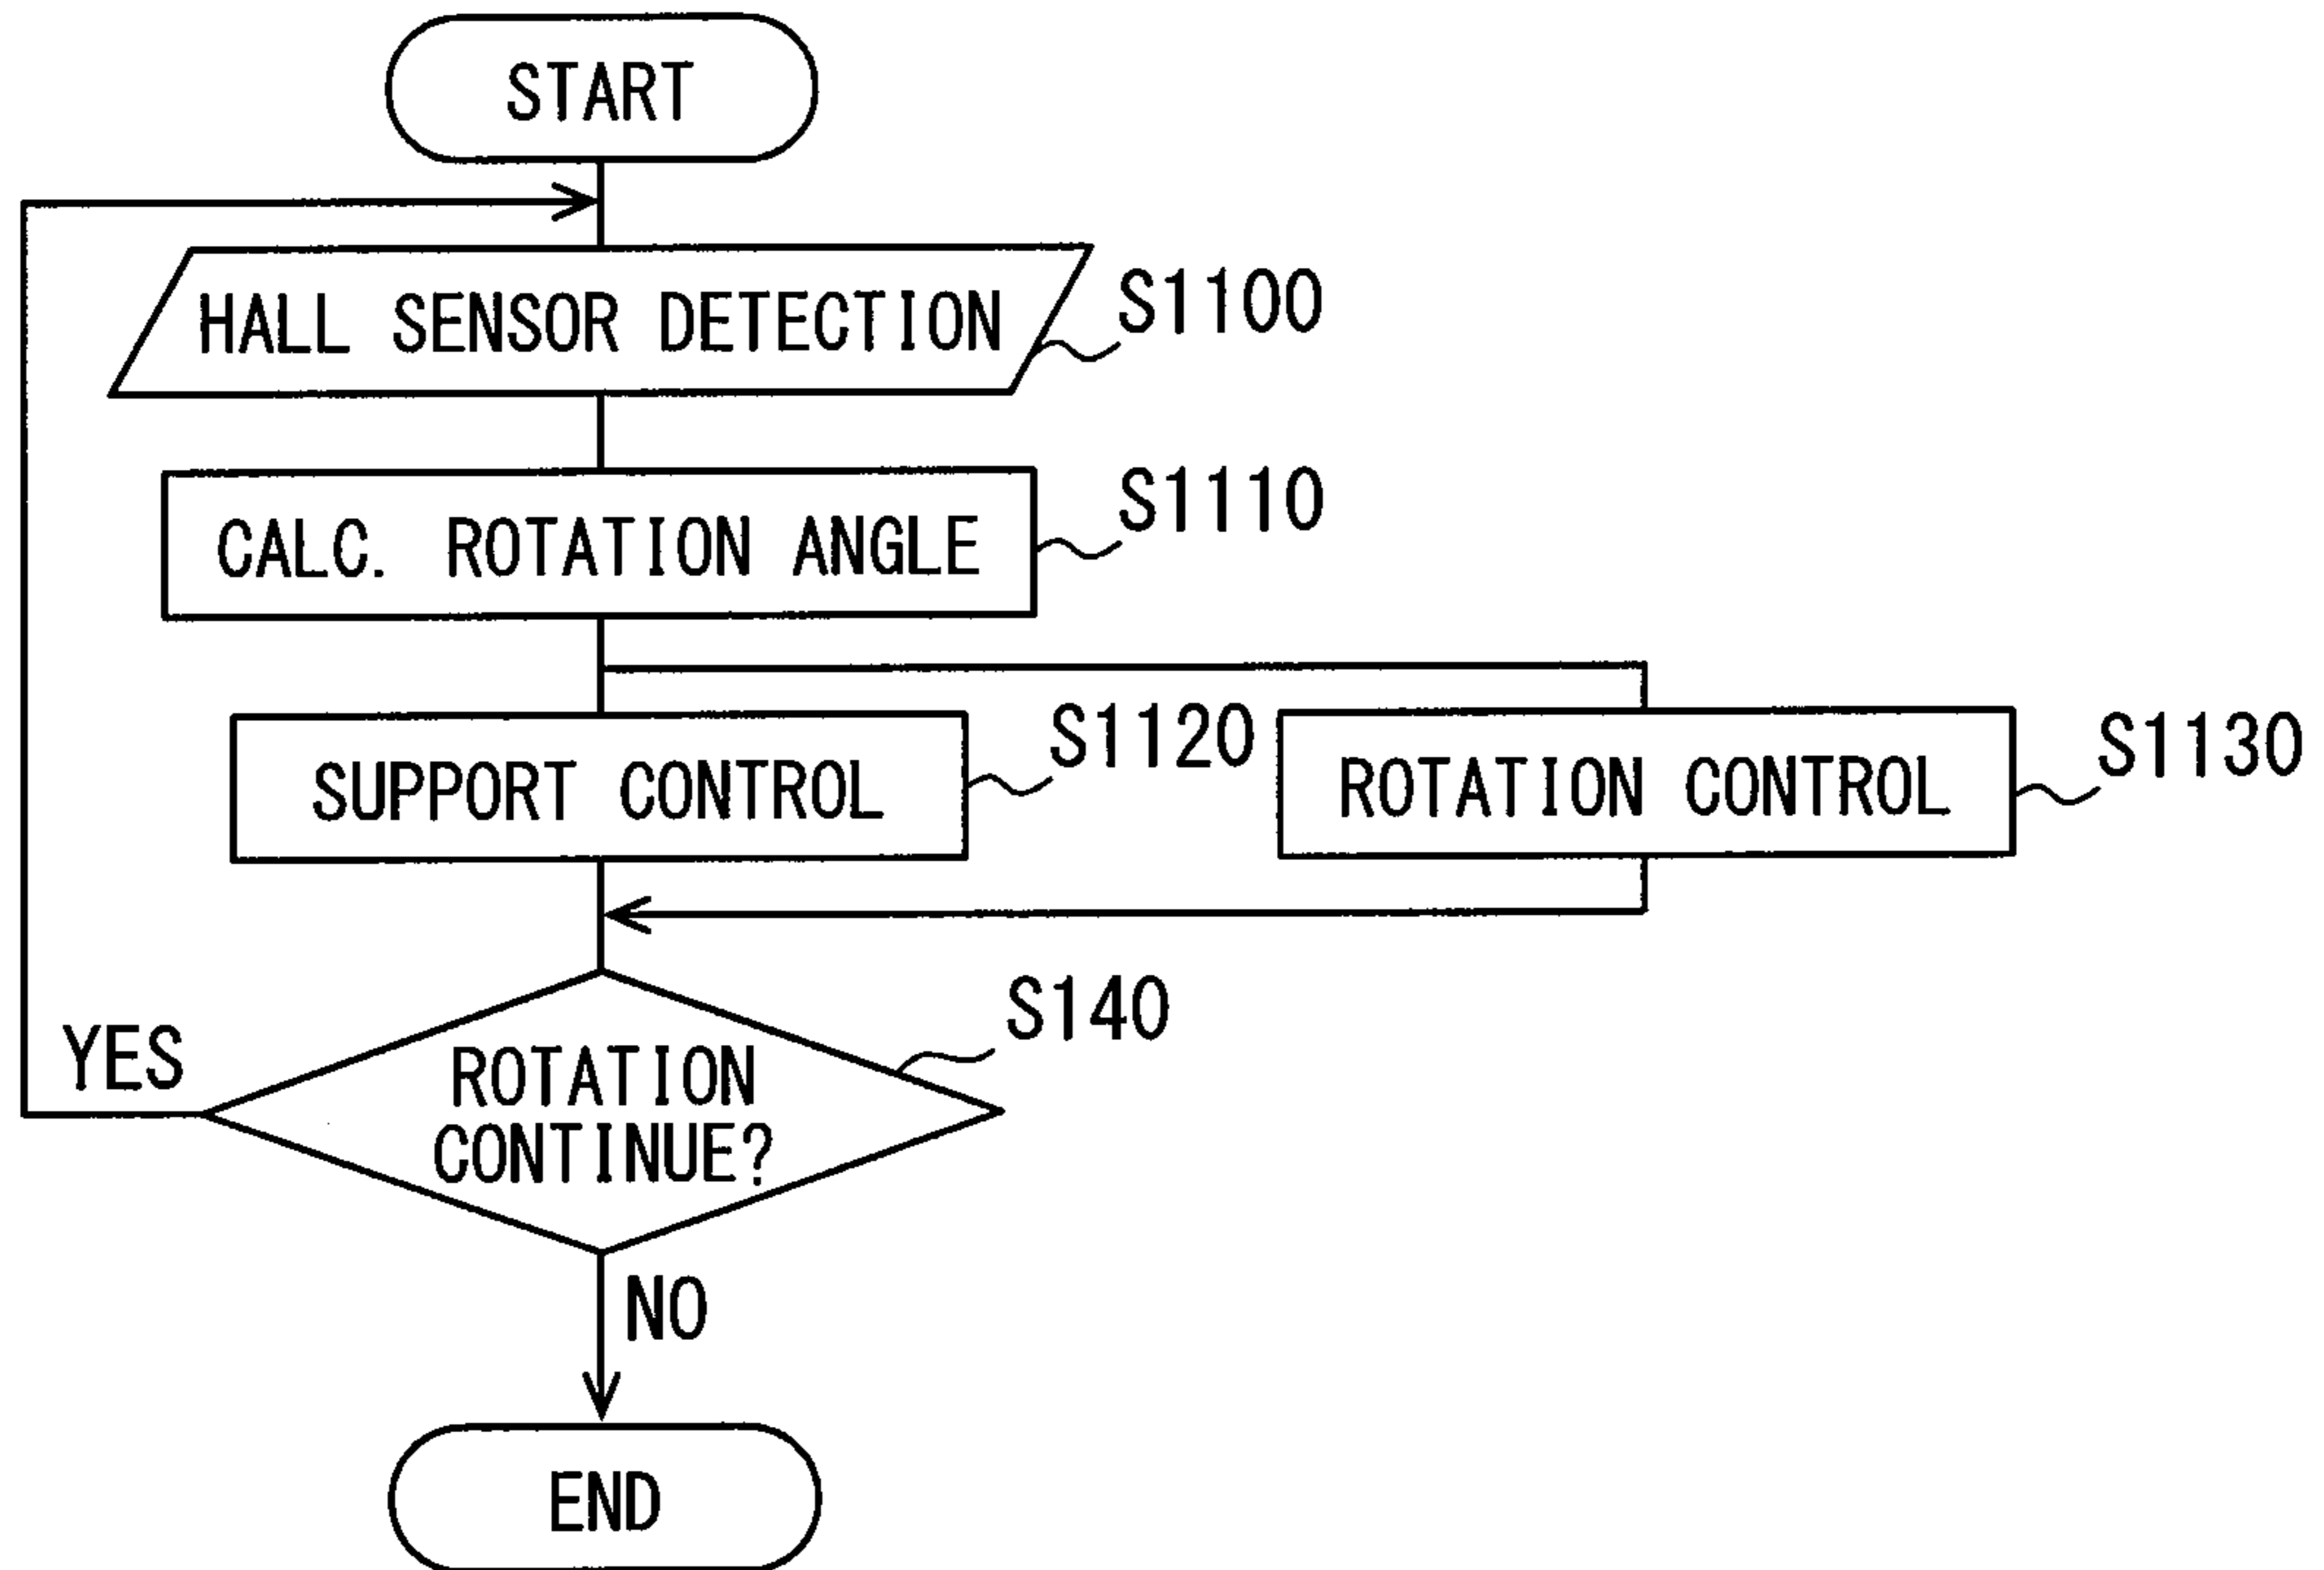 START
HALL SENSOR DETECTION
S1100
CALC. ROTATION ANGLE
S1110
SUPPORT CONTROL
S1120
ROTATION CONTROL
S1130
ROTATION
CONTINUE?
S140
YES
NO
END